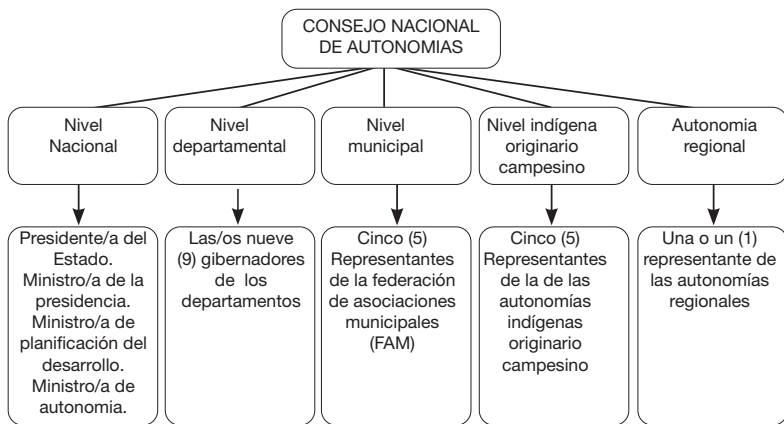 CONSEJO NACIONAL
DE AUTONOMIAS
Nivel
Nacional
Nivel
departamental
Nivel
municipal
Nivel indígena
originario
campesino
Autonomia
regional
Presidente/a del
Estado.
Ministro/a de la
presidencia.
Ministro/a de
planificación del
desarrollo.
Ministro/a de
autonomia.
Las/os nueve
(9) gibernadores
de los
departamentos
Cinco (5)
Representantes
de la federación
de asociaciones
municipales
(FAM)
Cinco (5)
Representantes
de la de las
autonomías
indígenas
originario
campesino
Una o un (1)
representante de
las autonomías
regionales